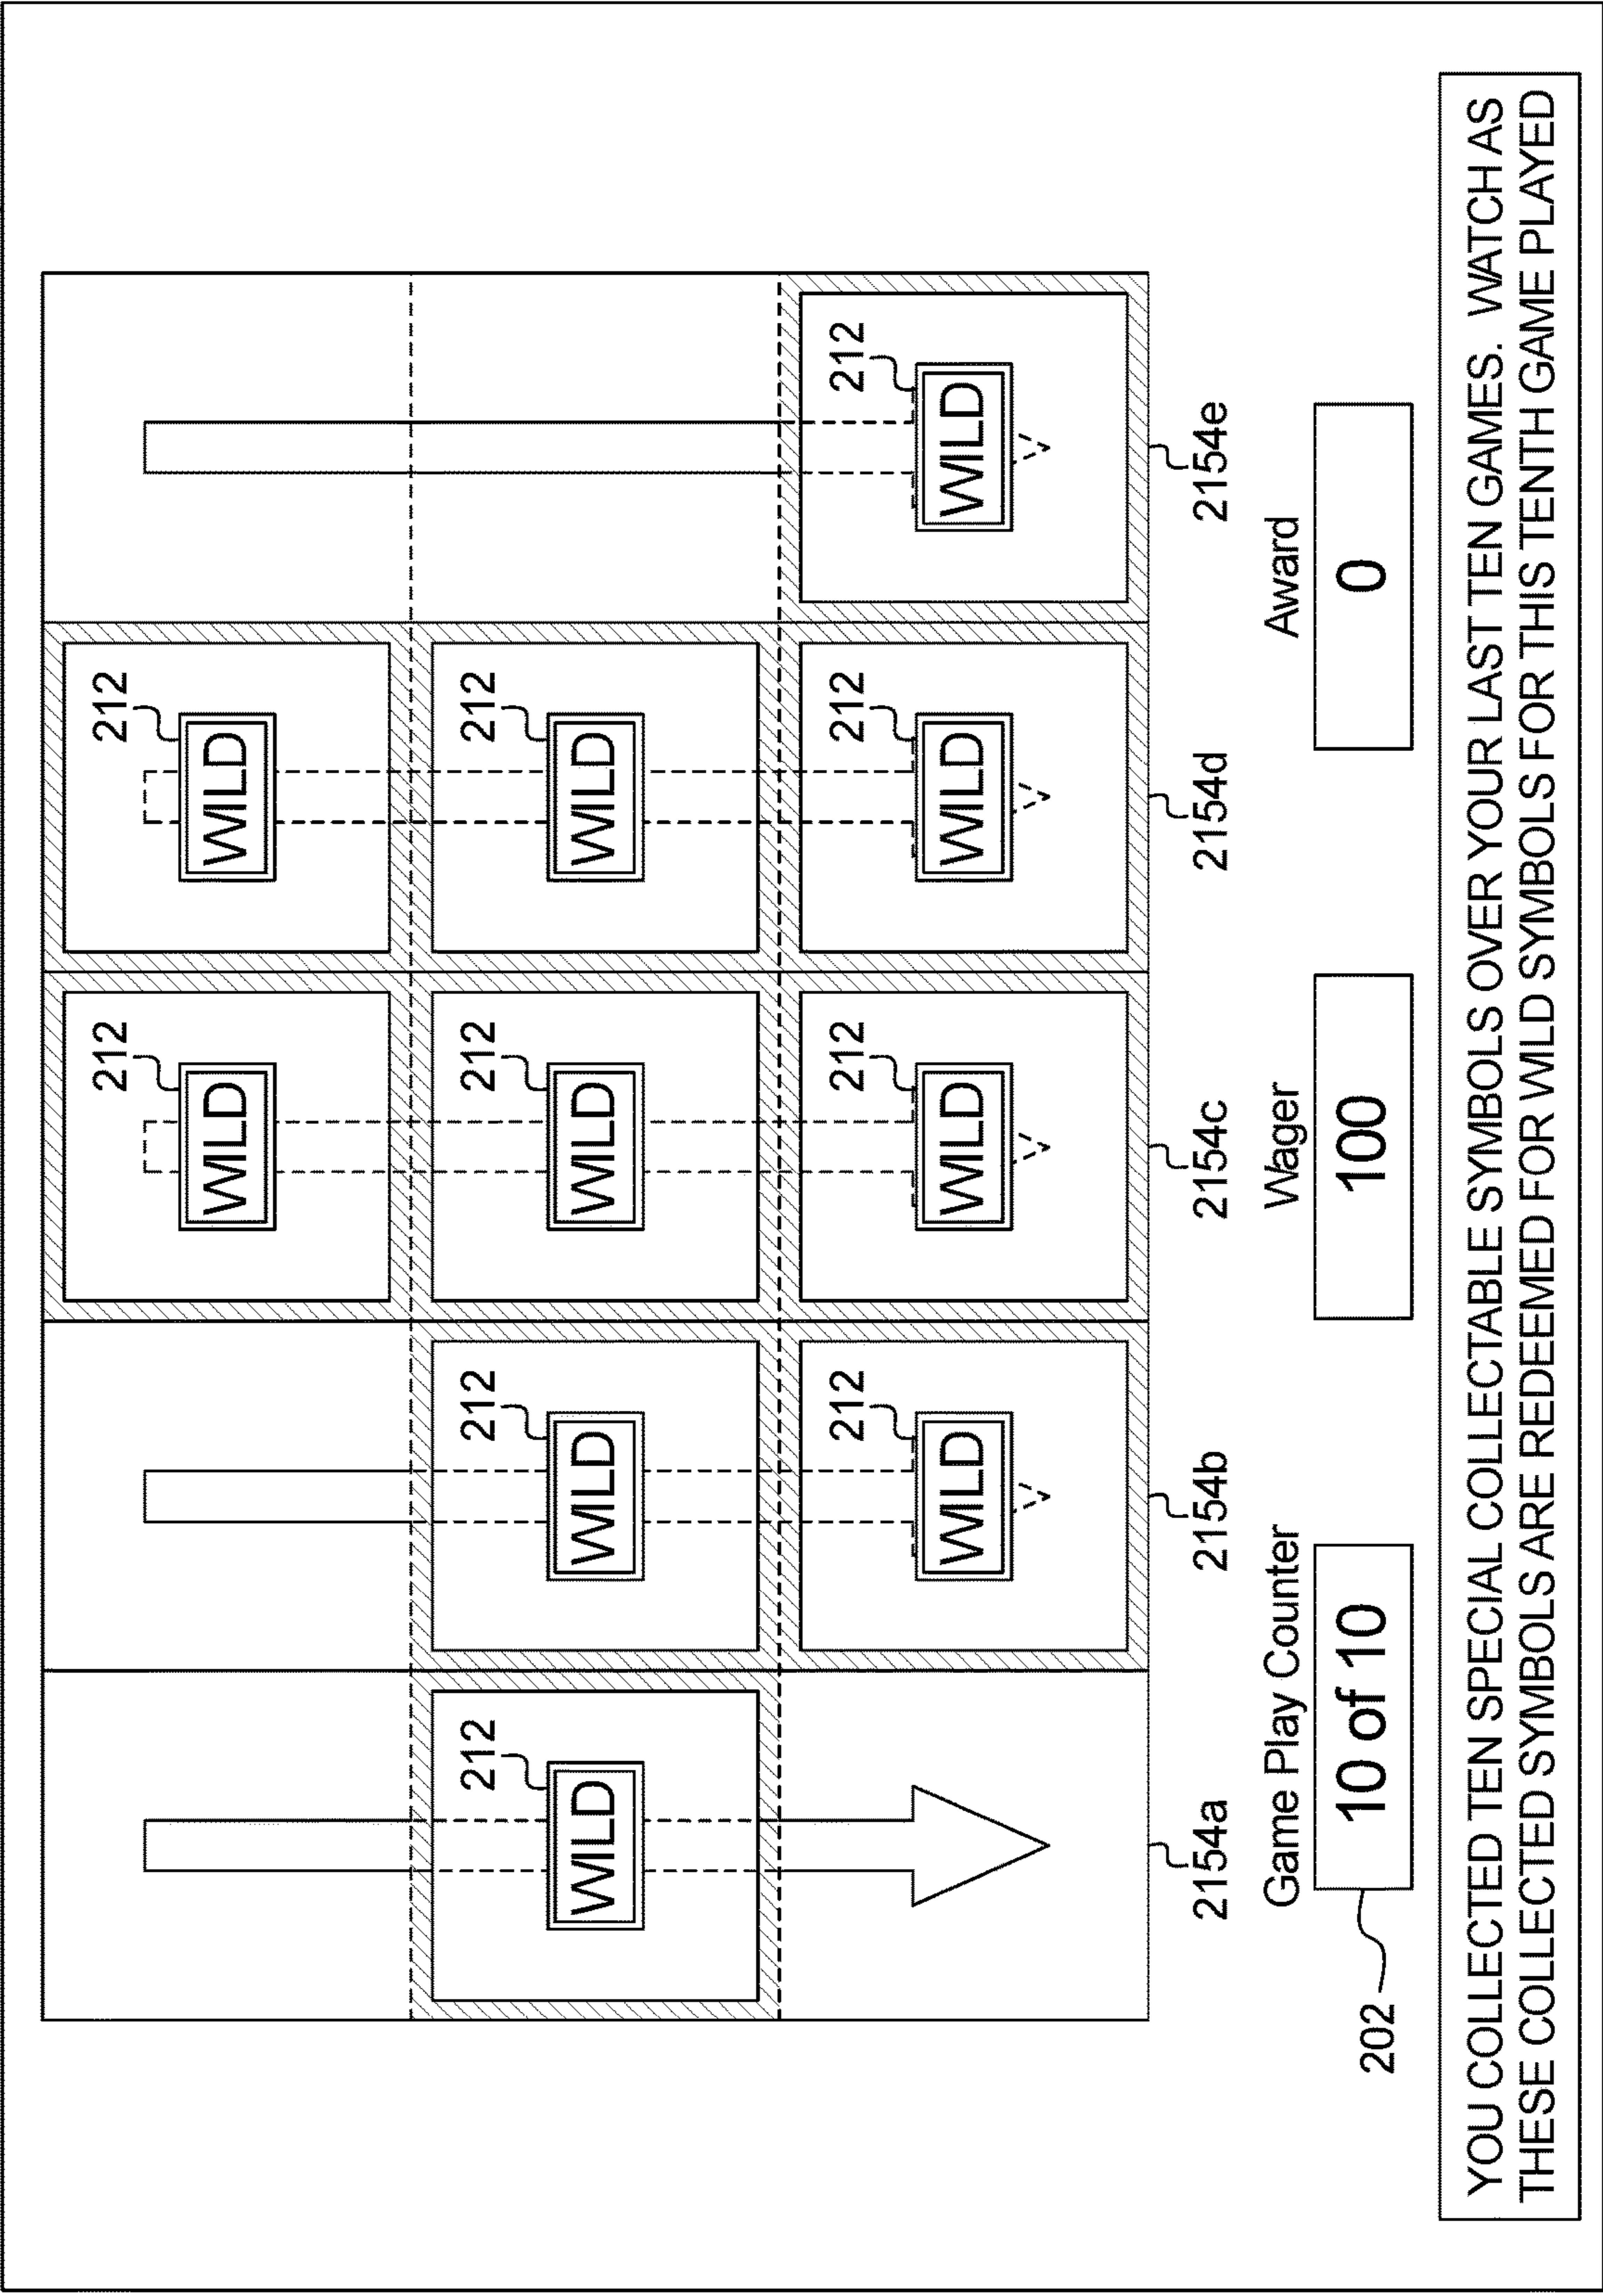 212 212
WILD WILD
212 212 212 212
WILD WILD WILD WILD
212 212 212 212
WILD WILD WILD WILD
2154a 2154b 2154c 2154d 2154e
Game Play Counter Wager Award
202 10 of 10 100 0
YOU COLLECTED TEN SPECIAL COLLECTABLE SYMBOLS OVER YOUR LAST TEN GAMES. WATCH AS
THESE COLLECTED SYMBOLS ARE REDEEMED FOR WILD SYMBOLS FOR THIS TENTH GAME PLAYED